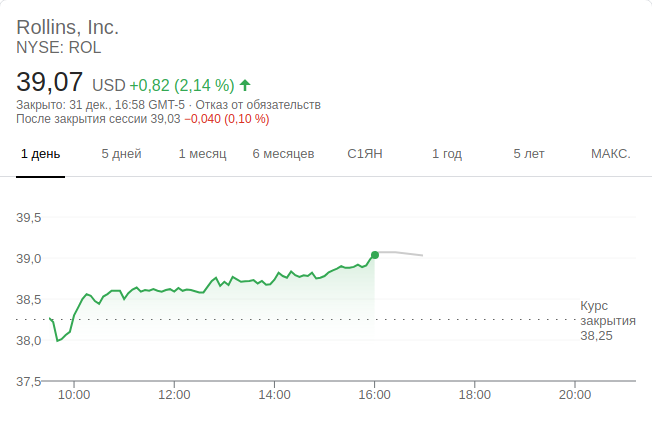 Rollins, Inc.
NYSE: ROL
39,07 USD +0,82 (2,14 %)
Закрыто: 31 дек., 16:58 GMT-5 · Отказ от обязательств
После закрытия сессии 39,03 −0,040 (0,10 %)
1 день 5 дней 1 месяц 6 месяцев С1ЯН 1 год 5 лет МАКС.
39,5
39,0
38,5
38,0
37,5
Курс
закрытия
38,25
10:00 12:00 14:00 16:00 18:00 20:00